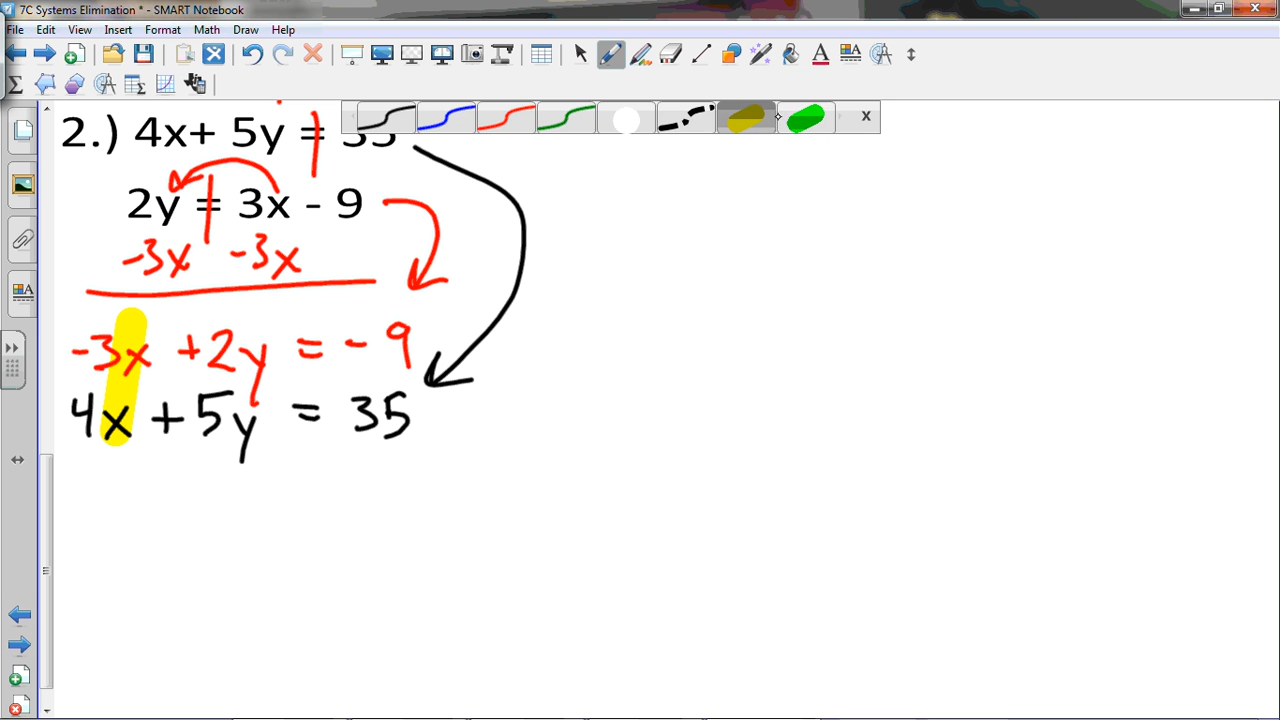 7C Systems Elimination * - SMART Notebook
File Edit View Insert Format Math Draw Help
2.) 4x+ 5y = 35
2y = 3x - 9
-3x -3x
-3x +2y = - 9
4x + 5y = 35